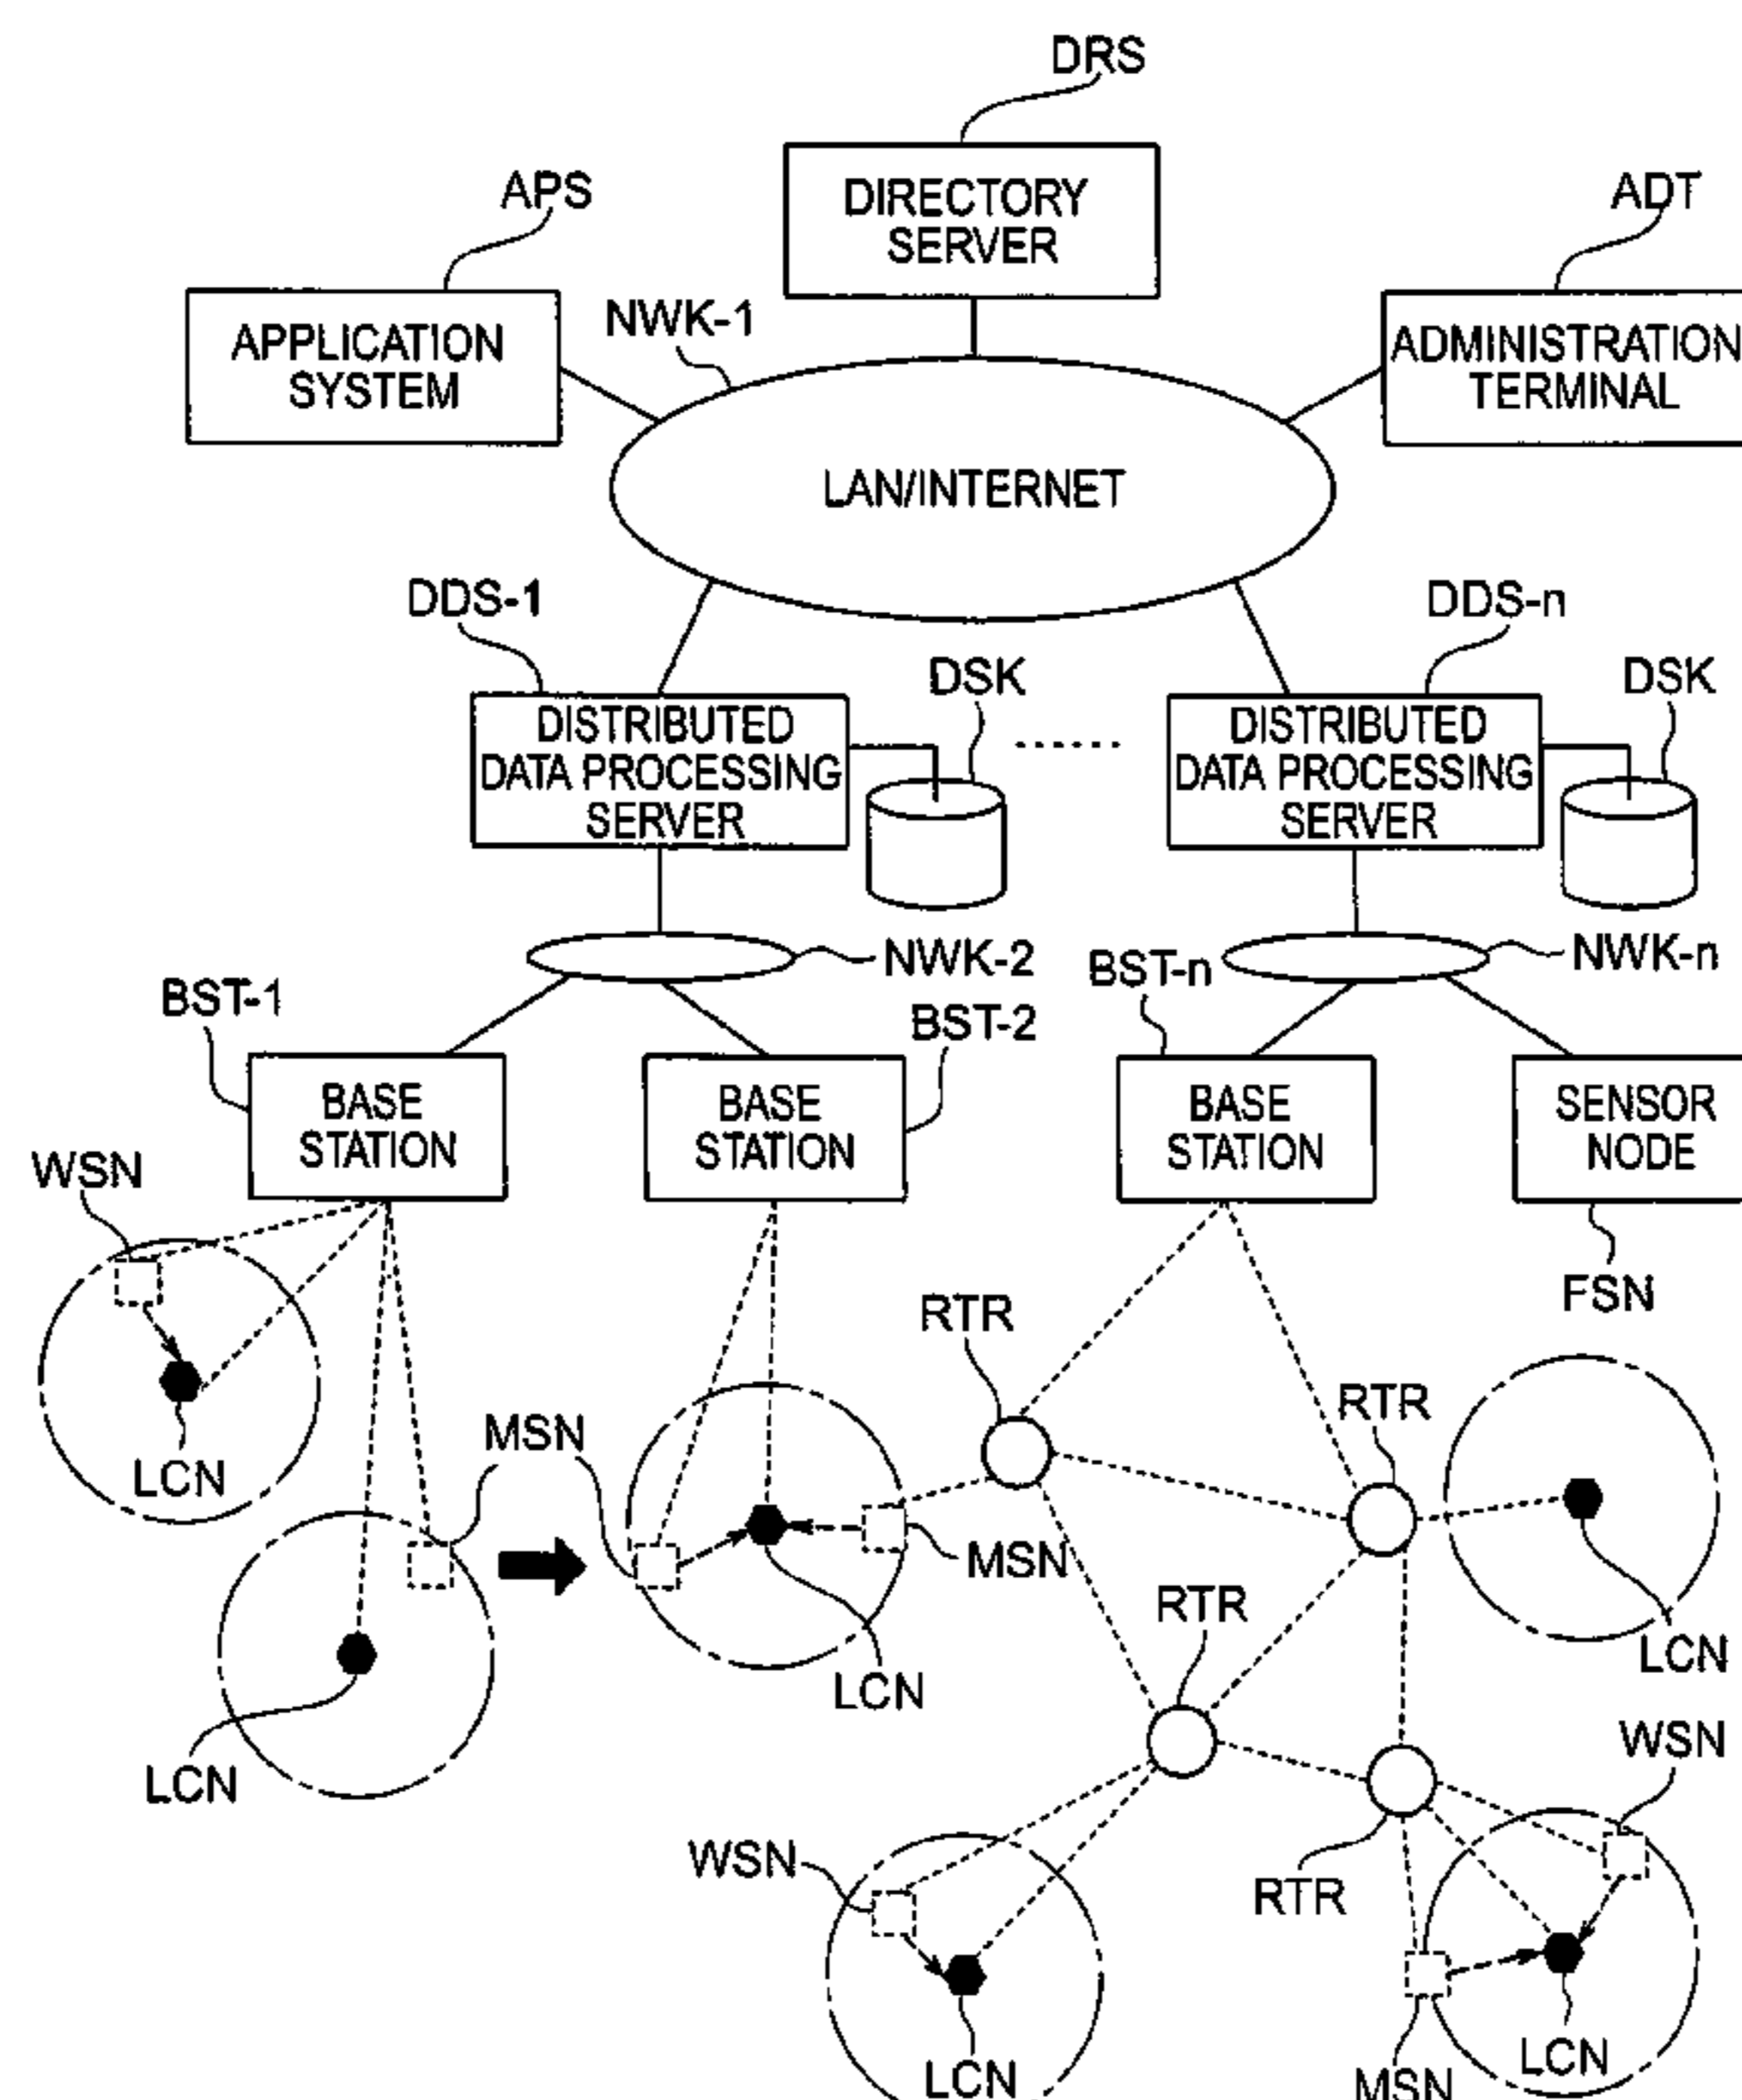 DRS
APS
DIRECTORY
SERVER
ADT
NWK-1
APPLICATION
SYSTEM
ADMINISTRATION
TERMINAL
LAN/INTERNET
DDS-1
DDS-n
DSK
DSK
DISTRIBUTED
DATA PROCESSING
SERVER
DISTRIBUTED
DATA PROCESSING
SERVER
NWK-2
NWK-n
BST-1
BST-n
BST-2
BASE
STATION
BASE
STATION
BASE
STATION
SENSOR
NODE
WSN
FSN
RTR
RTR
MSN
LCN
MSN
RTR
LCN
LCN
LCN
WSN
WSN
RTR
LCN
LCN
MSN